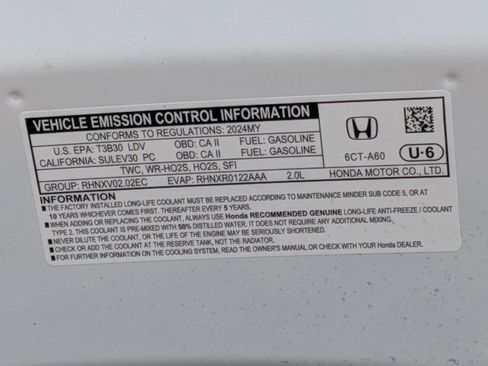 VEHICLE EMISSION CONTROL INFORMATION
CONFORMS TO REGULATIONS: 2024MY
U.S. EPA: T3B30 LDV OBD: CA II FUEL: GASOLINE
CALIFORNIA: SULEV30 PC OBD: CA II FUEL: GASOLINE
TWC, WR-HO2S, HO2S, SFI
GROUP: RHNXV02.02EC EVAP: RHNXR0122AAA 2.0L
6CT-A60 U-6
HONDA MOTOR CO., LTD.
INFORMATION
■ THE FACTORY INSTALLED LONG-LIFE COOLANT MUST BE REPLACED ACCORDING TO MAINTENANCE MINDER SUB CODE 5, OR AT
10 YEARS WHICHEVER COMES FIRST. THEREAFTER EVERY 5 YEARS.
■ WHEN ADDING OR REPLACING THE COOLANT, ALWAYS USE Honda RECOMMENDED GENUINE LONG-LIFE ANTI-FREEZE / COOLANT
TYPE 2. THIS COOLANT IS PRE-MIXED WITH 50% DISTILLED WATER, IT DOES NOT REQUIRE MIXING.
■ NEVER DILUTE THE COOLANT, OR THE LIFE OF THE ENGINE MAY BE SERIOUSLY IMPAIRED.
■ CHECK OR ADD THE COOLANT AT THE RESERVE TANK, NOT THE RADIATOR.
■ FOR FURTHER INFORMATION ON THE COOLING SYSTEM, READ THE OWNER'S MANUAL OR CHECK WITH AN Honda DEALER.